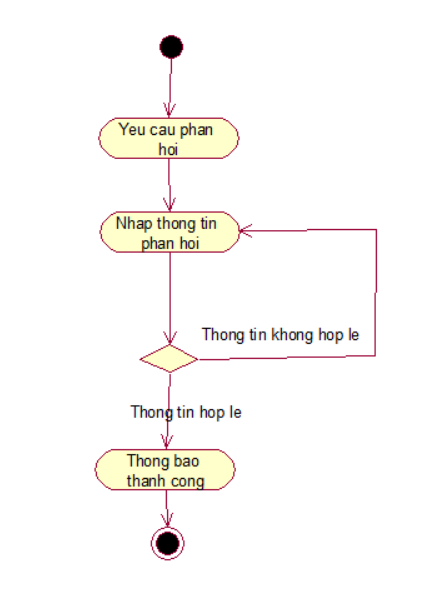 Yeu cau phan
hoi
Nhap thong tin
phan hoi
Thong tin khong hop le
Thong tin hop le
Thong bao
thanh cong